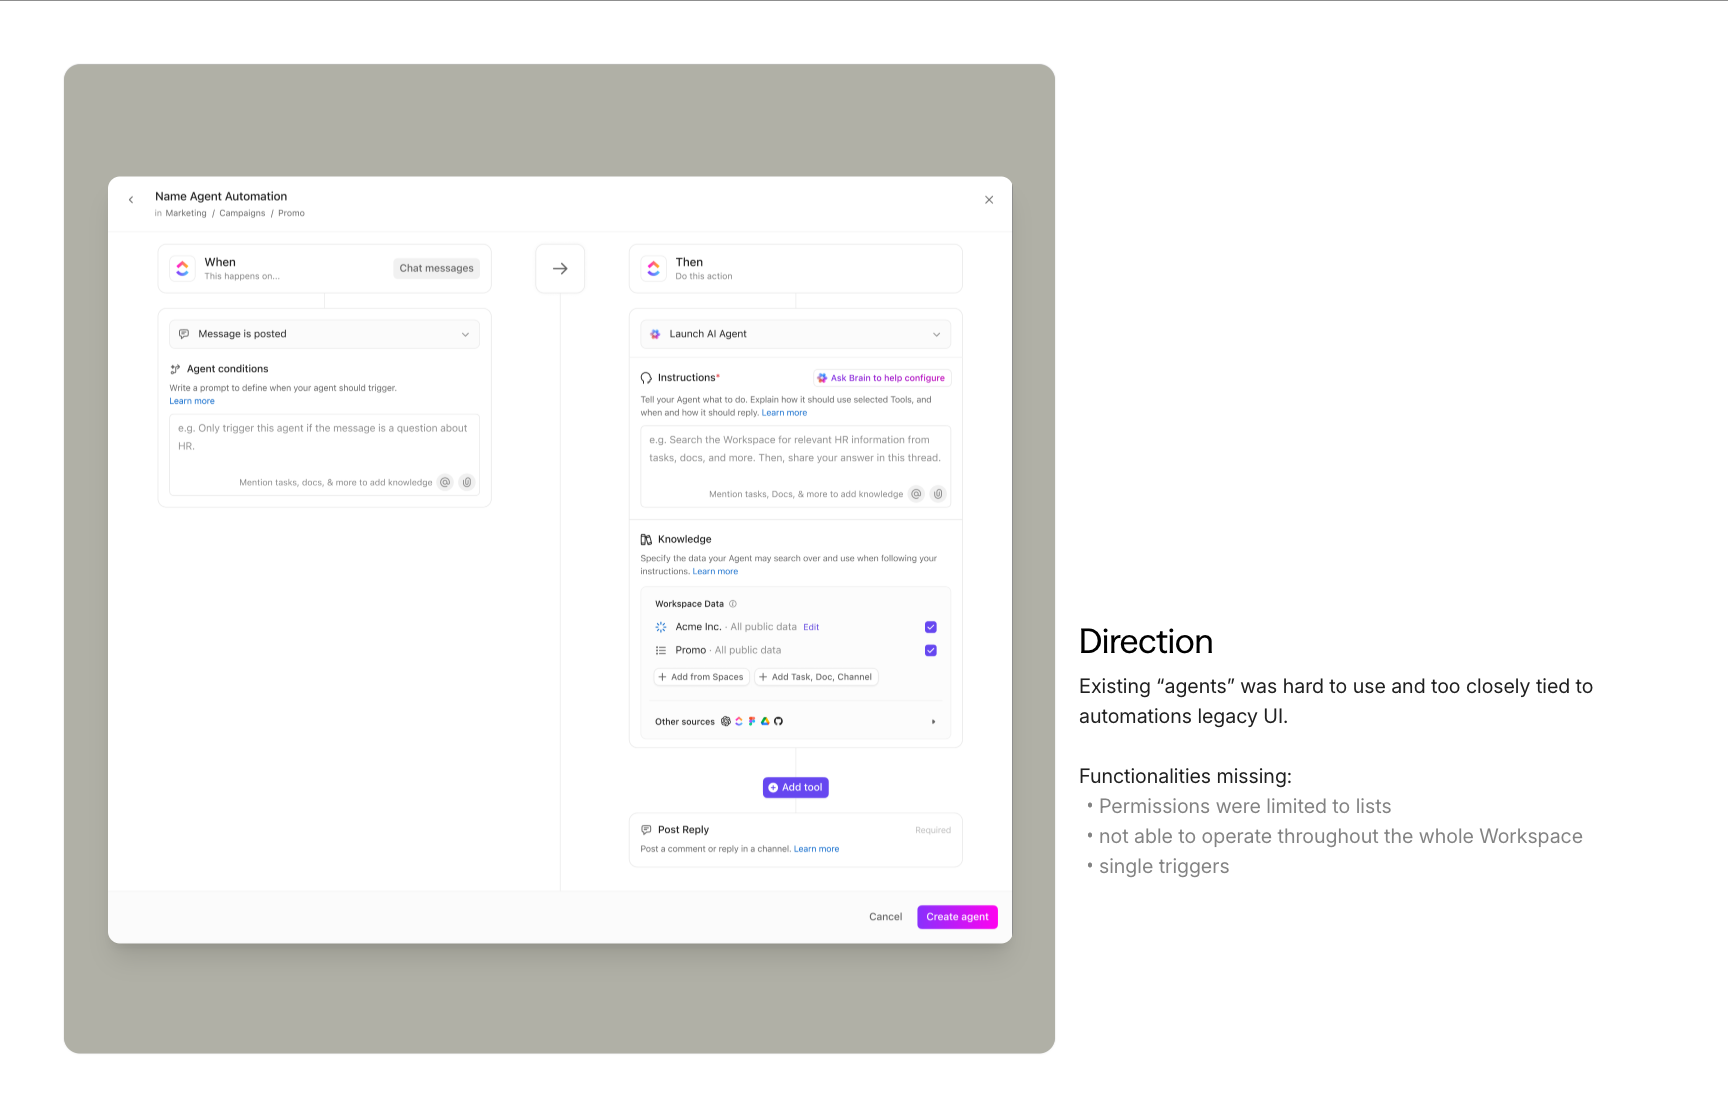 Name Agent Automation
in Marketing / Campaigns / Promo
When
This happens on...
Chat messages
Message is posted
Agent conditions
Write a prompt to define when your agent should trigger.
Learn more
e.g. Only trigger this agent if the message is a question about
HR.
Mention tasks, docs, & more to add knowledge
Then
Do this action
Launch AI Agent
Instructions*
Ask Brain to help configure
Tell your Agent what to do. Explain how it should use selected Tools, and
when and how it should reply. Learn more
e.g. Search the Workspace for relevant HR information from
tasks, docs, and more. Then, share your answer in this thread.
Mention tasks, Docs, & more to add knowledge
Knowledge
Specify the data your Agent may search over and use when following your
instructions. Learn more
Workspace Data
Acme Inc. · All public data Edit
Promo · All public data
+ Add from Spaces
+ Add Task, Doc, Channel
Other sources
Add tool
Post Reply
Required
Post a comment or reply in a channel. Learn more
Cancel
Create agent
Direction
Existing “agents” was hard to use and too closely tied to
automations legacy UI.
Functionalities missing:
• Permissions were limited to lists
• not able to operate throughout the whole Workspace
• single triggers